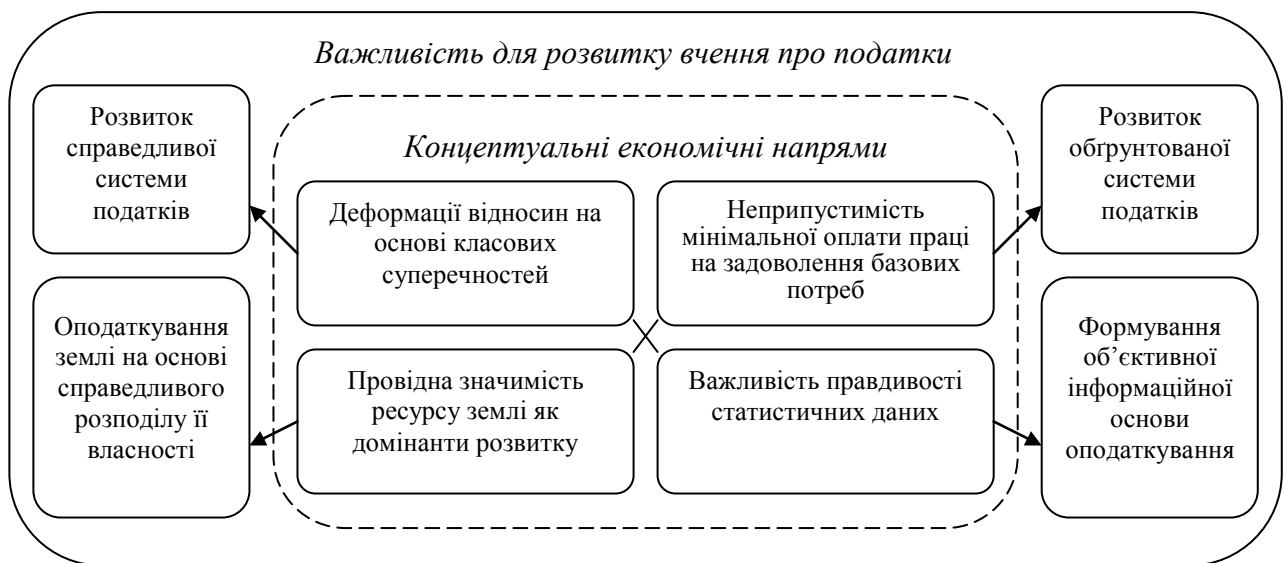 Важливість для розвитку вчення про податки
Розвиток
справедливої
системи
податків
Концептуальні економічні напрями
Розвиток
обґрунтованої
системи
податків
Деформації відносин на
основі класових
суперечностей
Неприпустимість
мінімальної оплати праці
на задоволення базових
потреб
Оподаткування
землі на основі
справедливого
розподілу її
власності
Провідна значимість
ресурсу землі як
домінанти розвитку
Важливість правдивості
статистичних даних
Формування
об’єктивної
інформаційної
основи
оподаткування